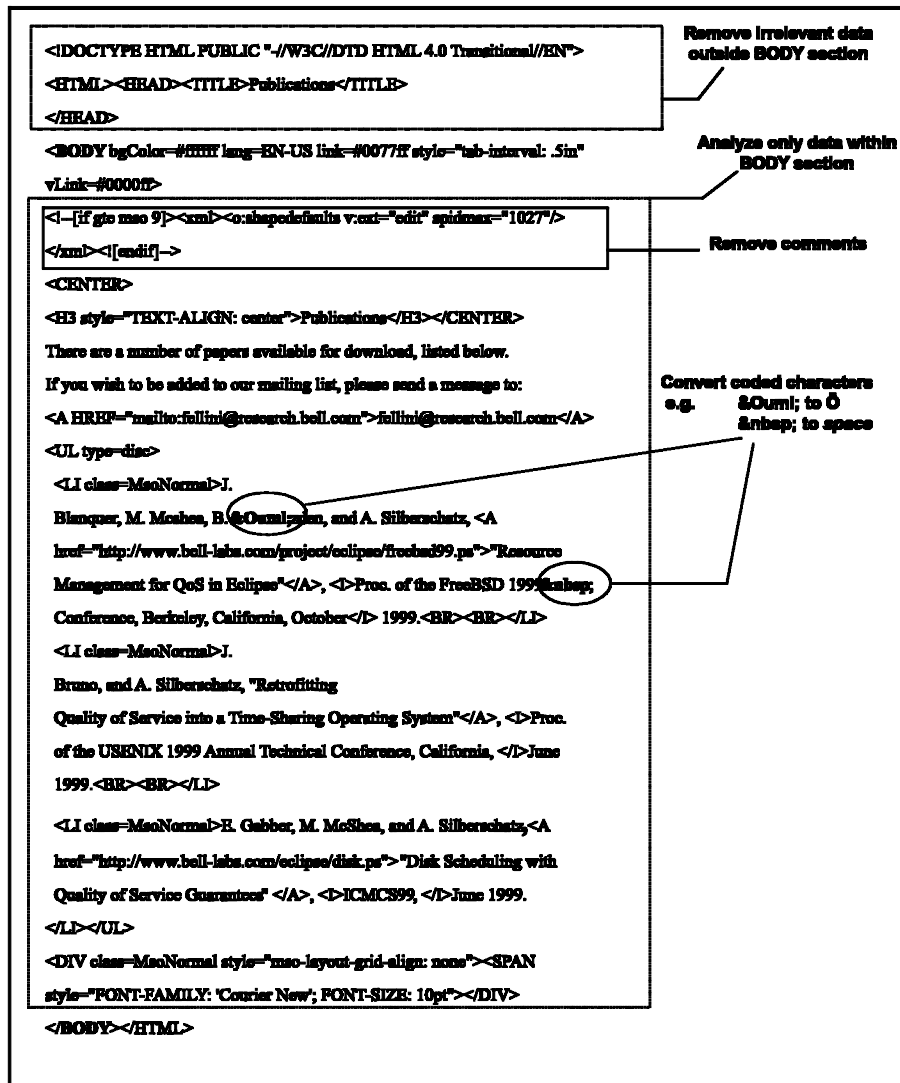 <!DOCTYPE HTML PUBLIC "-//W3C//DTD HTML 4.0 Transitional//EN">
<HTML><HEAD><TITLE>Publications</TITLE>
</HEAD>
Remove irrelevant data
outside BODY section
<BODY bgColor=#ffffff lang=EN-US link=#0077ff style="tab-interval: .5in"
vLink=#0000ff>
Analyze only data within
BODY section
<!--[if gte mso 9]><xml><o:shapedefaults v:ext="edit" spidmax="1027"/>
</xml><![endif]-->
Remove comments
<CENTER>
<H3 style="TEXT-ALIGN: center">Publications</H3></CENTER>
There are a number of papers available for download, listed below.
If you wish to be added to our mailing list, please send a message to:
<A HREF="mailto:fellini@research.bell.com">fellini@research.bell.com</A>
Convert coded characters
e.g. &Ouml; to Ö
&nbsp; to space
<UL type=disc>
<LI class=MsoNormal>J.
Blanquer, M. Mcshea, B. &Ouml;zden, and A. Silberschatz, <A
href="http://www.bell-labs.com/project/eclipse/freebsd99.ps">"Resource
Management for QoS in Eclipse"</A>, <I>Proc. of the FreeBSD 1999&nbsp;
Conference, Berkeley, California, October</I> 1999.<BR><BR></LI>
<LI class=MsoNormal>J.
Bruno, and A. Silberschatz, "Retrofitting
Quality of Service into a Time-Sharing Operating System"</A>, <I>Proc.
of the USENIX 1999 Annual Technical Conference, California, </I>June
1999.<BR><BR></LI>
<LI class=MsoNormal>E. Gabber, M. McShea, and A. Silberschatz,<A
href="http://www.bell-labs.com/eclipse/disk.ps">"Disk Scheduling with
Quality of Service Guarantees" </A>, <I>ICMCS99, </I>June 1999.
</LI></UL>
<DIV class=MsoNormal style="mso-layout-grid-align: none"><SPAN
style="FONT-FAMILY: 'Courier New'; FONT-SIZE: 10pt"></DIV>
</BODY></HTML>